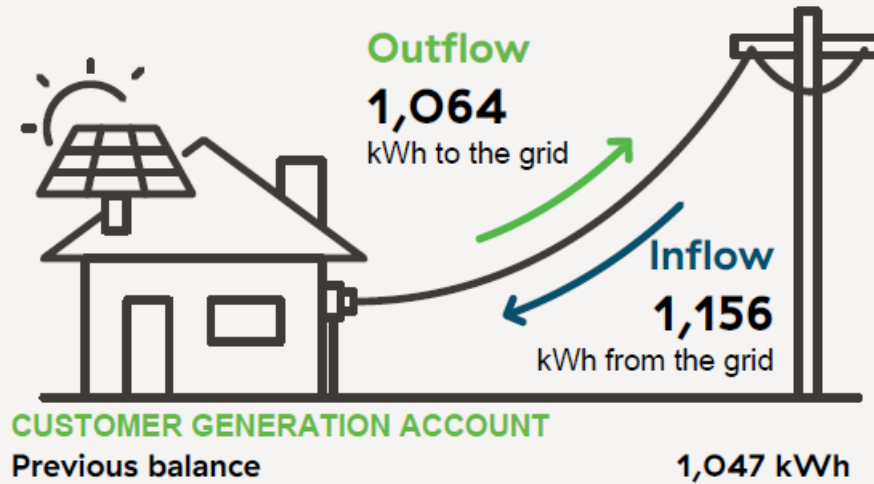 Outflow
1,064
kWh to the grid
Inflow
1,156
kWh from the grid
CUSTOMER GENERATION ACCOUNT
Previous balance 1,047 kWh